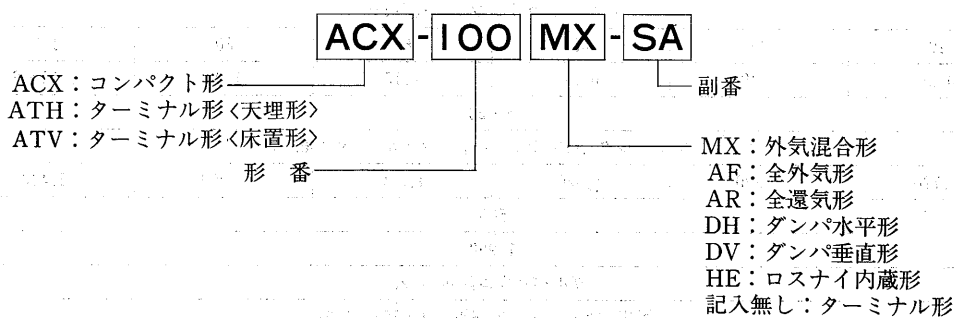 ACX-100 MX-SA
ACX：コンパクト形
ATH：ターミナル形〈天埋形〉
ATV：ターミナル形〈床置形〉
形 番
副番
MX：外気混合形
AF：全外気形
AR：全還気形
DH：ダンパ水平形
DV：ダンパ垂直形
HE：ロスナイ内蔵形
記入無し：ターミナル形